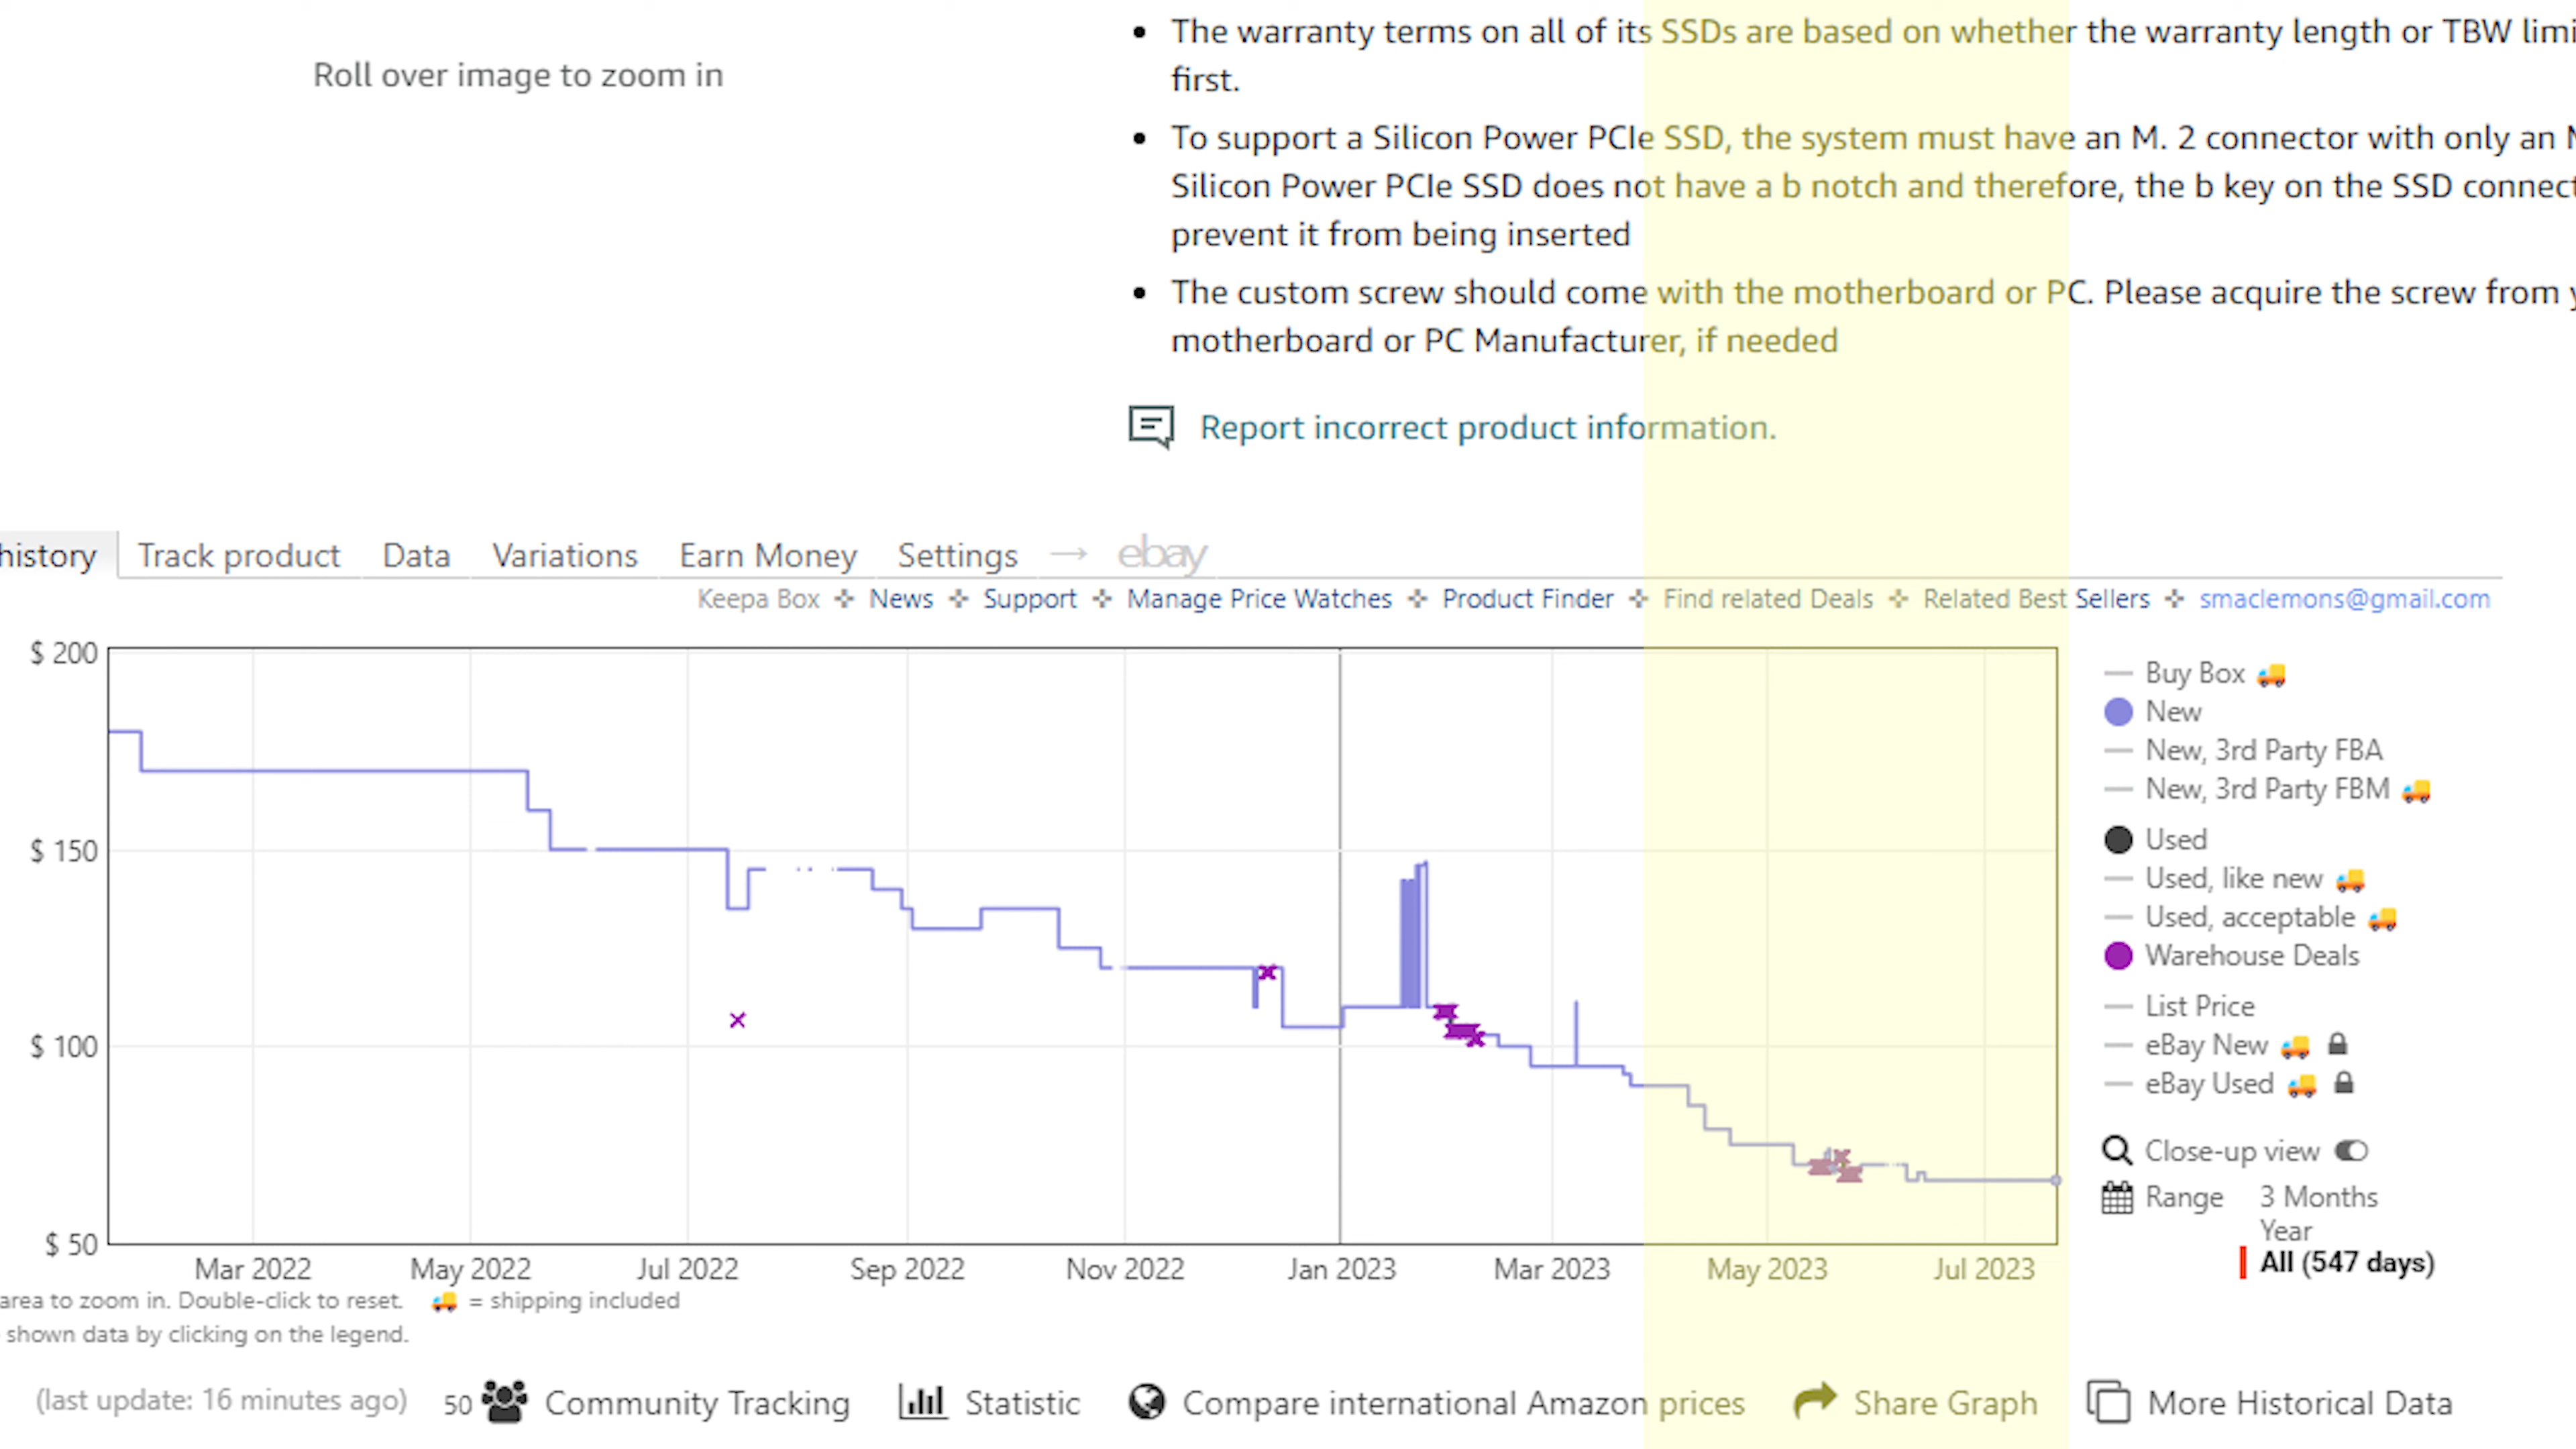 Roll over image to zoom in
• The warranty terms on all of its SSDs are based on whether the warranty length or TBW limi
first.
• To support a Silicon Power PCIe SSD, the system must have an M. 2 connector with only an
Silicon Power PCIe SSD does not have a b notch and therefore, the b key on the SSD connect
prevent it from being inserted
• The custom screw should come with the motherboard or PC. Please acquire the screw from
motherboard or PC Manufacturer, if needed
Report incorrect product information.
history Track product Data Variations Earn Money Settings → ebay
Keepa Box News Support Manage Price Watches Product Finder Find related Deals Related Best Sellers smaclemons@gmail.com
$ 200
$ 150
$ 100
$ 50
Mar 2022 May 2022 Jul 2022 Sep 2022 Nov 2022 Jan 2023 Mar 2023 May 2023 Jul 2023
Buy Box
New
New, 3rd Party FBA
New, 3rd Party FBM
Used
Used, like new
Used, acceptable
Warehouse Deals
List Price
eBay New
eBay Used
Close-up view
Range 3 Months
Year
All (547 days)
area to zoom in. Double-click to reset. = shipping included
shown data by clicking on the legend.
(last update: 16 minutes ago) 50 Community Tracking Statistic Compare international Amazon prices Share Graph More Historical Data